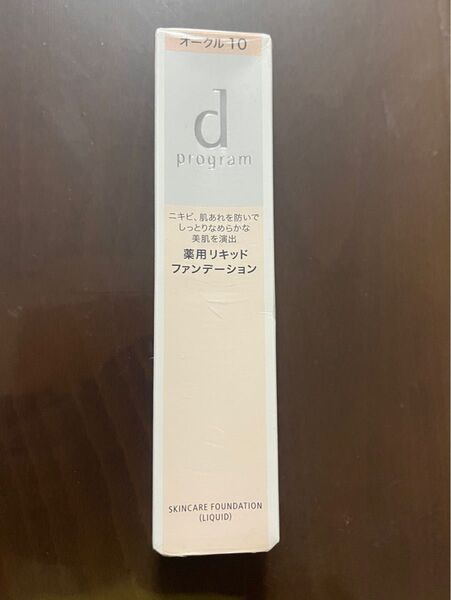 オークル 10
d
program
ニキビ、肌あれを防いで
しっとりなめらかな
美肌を演出
薬用リキッド
ファンデーション
SKINCARE FOUNDATION
(LIQUID)